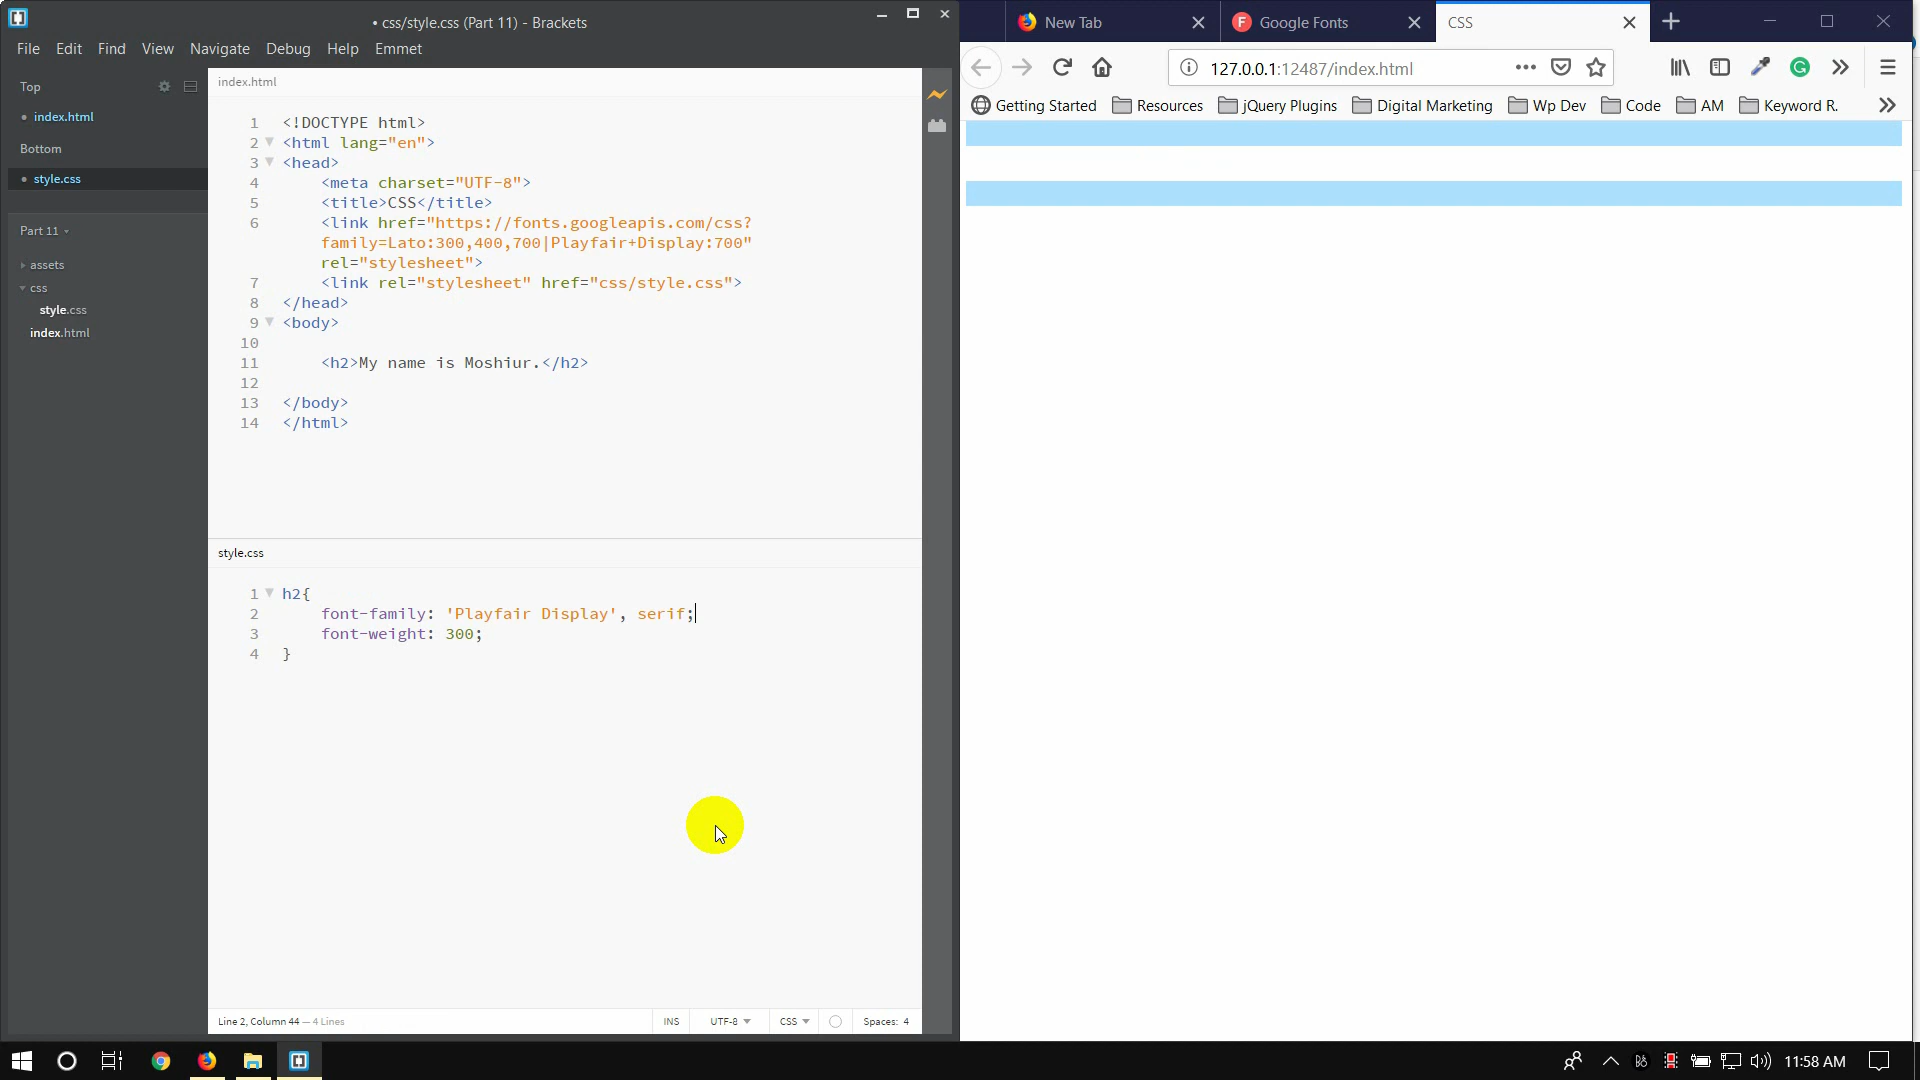 • css/style.css (Part 11) - Brackets
File Edit Find View Navigate Debug Help Emmet
Top
index.html
Bottom
style.css
Part 11
assets
css
style.css
index.html
index.html
1 <!DOCTYPE html>
2 <html lang="en">
3 <head>
4 <meta charset="UTF-8">
5 <title>CSS</title>
6 <link href="https://fonts.googleapis.com/css?
family=Lato:300,400,700|Playfair+Display:700"
rel="stylesheet">
7 <link rel="stylesheet" href="css/style.css">
8 </head>
9 <body>
10
11 <h2>My name is Moshiur.</h2>
12
13 </body>
14 </html>
style.css
1 h2{
2 font-family: 'Playfair Display', serif;
3 font-weight: 300;
4 }
Line 2, Column 44 — 4 Lines
INS UTF-8 CSS Spaces: 4
New Tab
Google Fonts
CSS
127.0.0.1:12487/index.html
Getting Started Resources jQuery Plugins Digital Marketing Wp Dev Code AM Keyword R.
11:58 AM